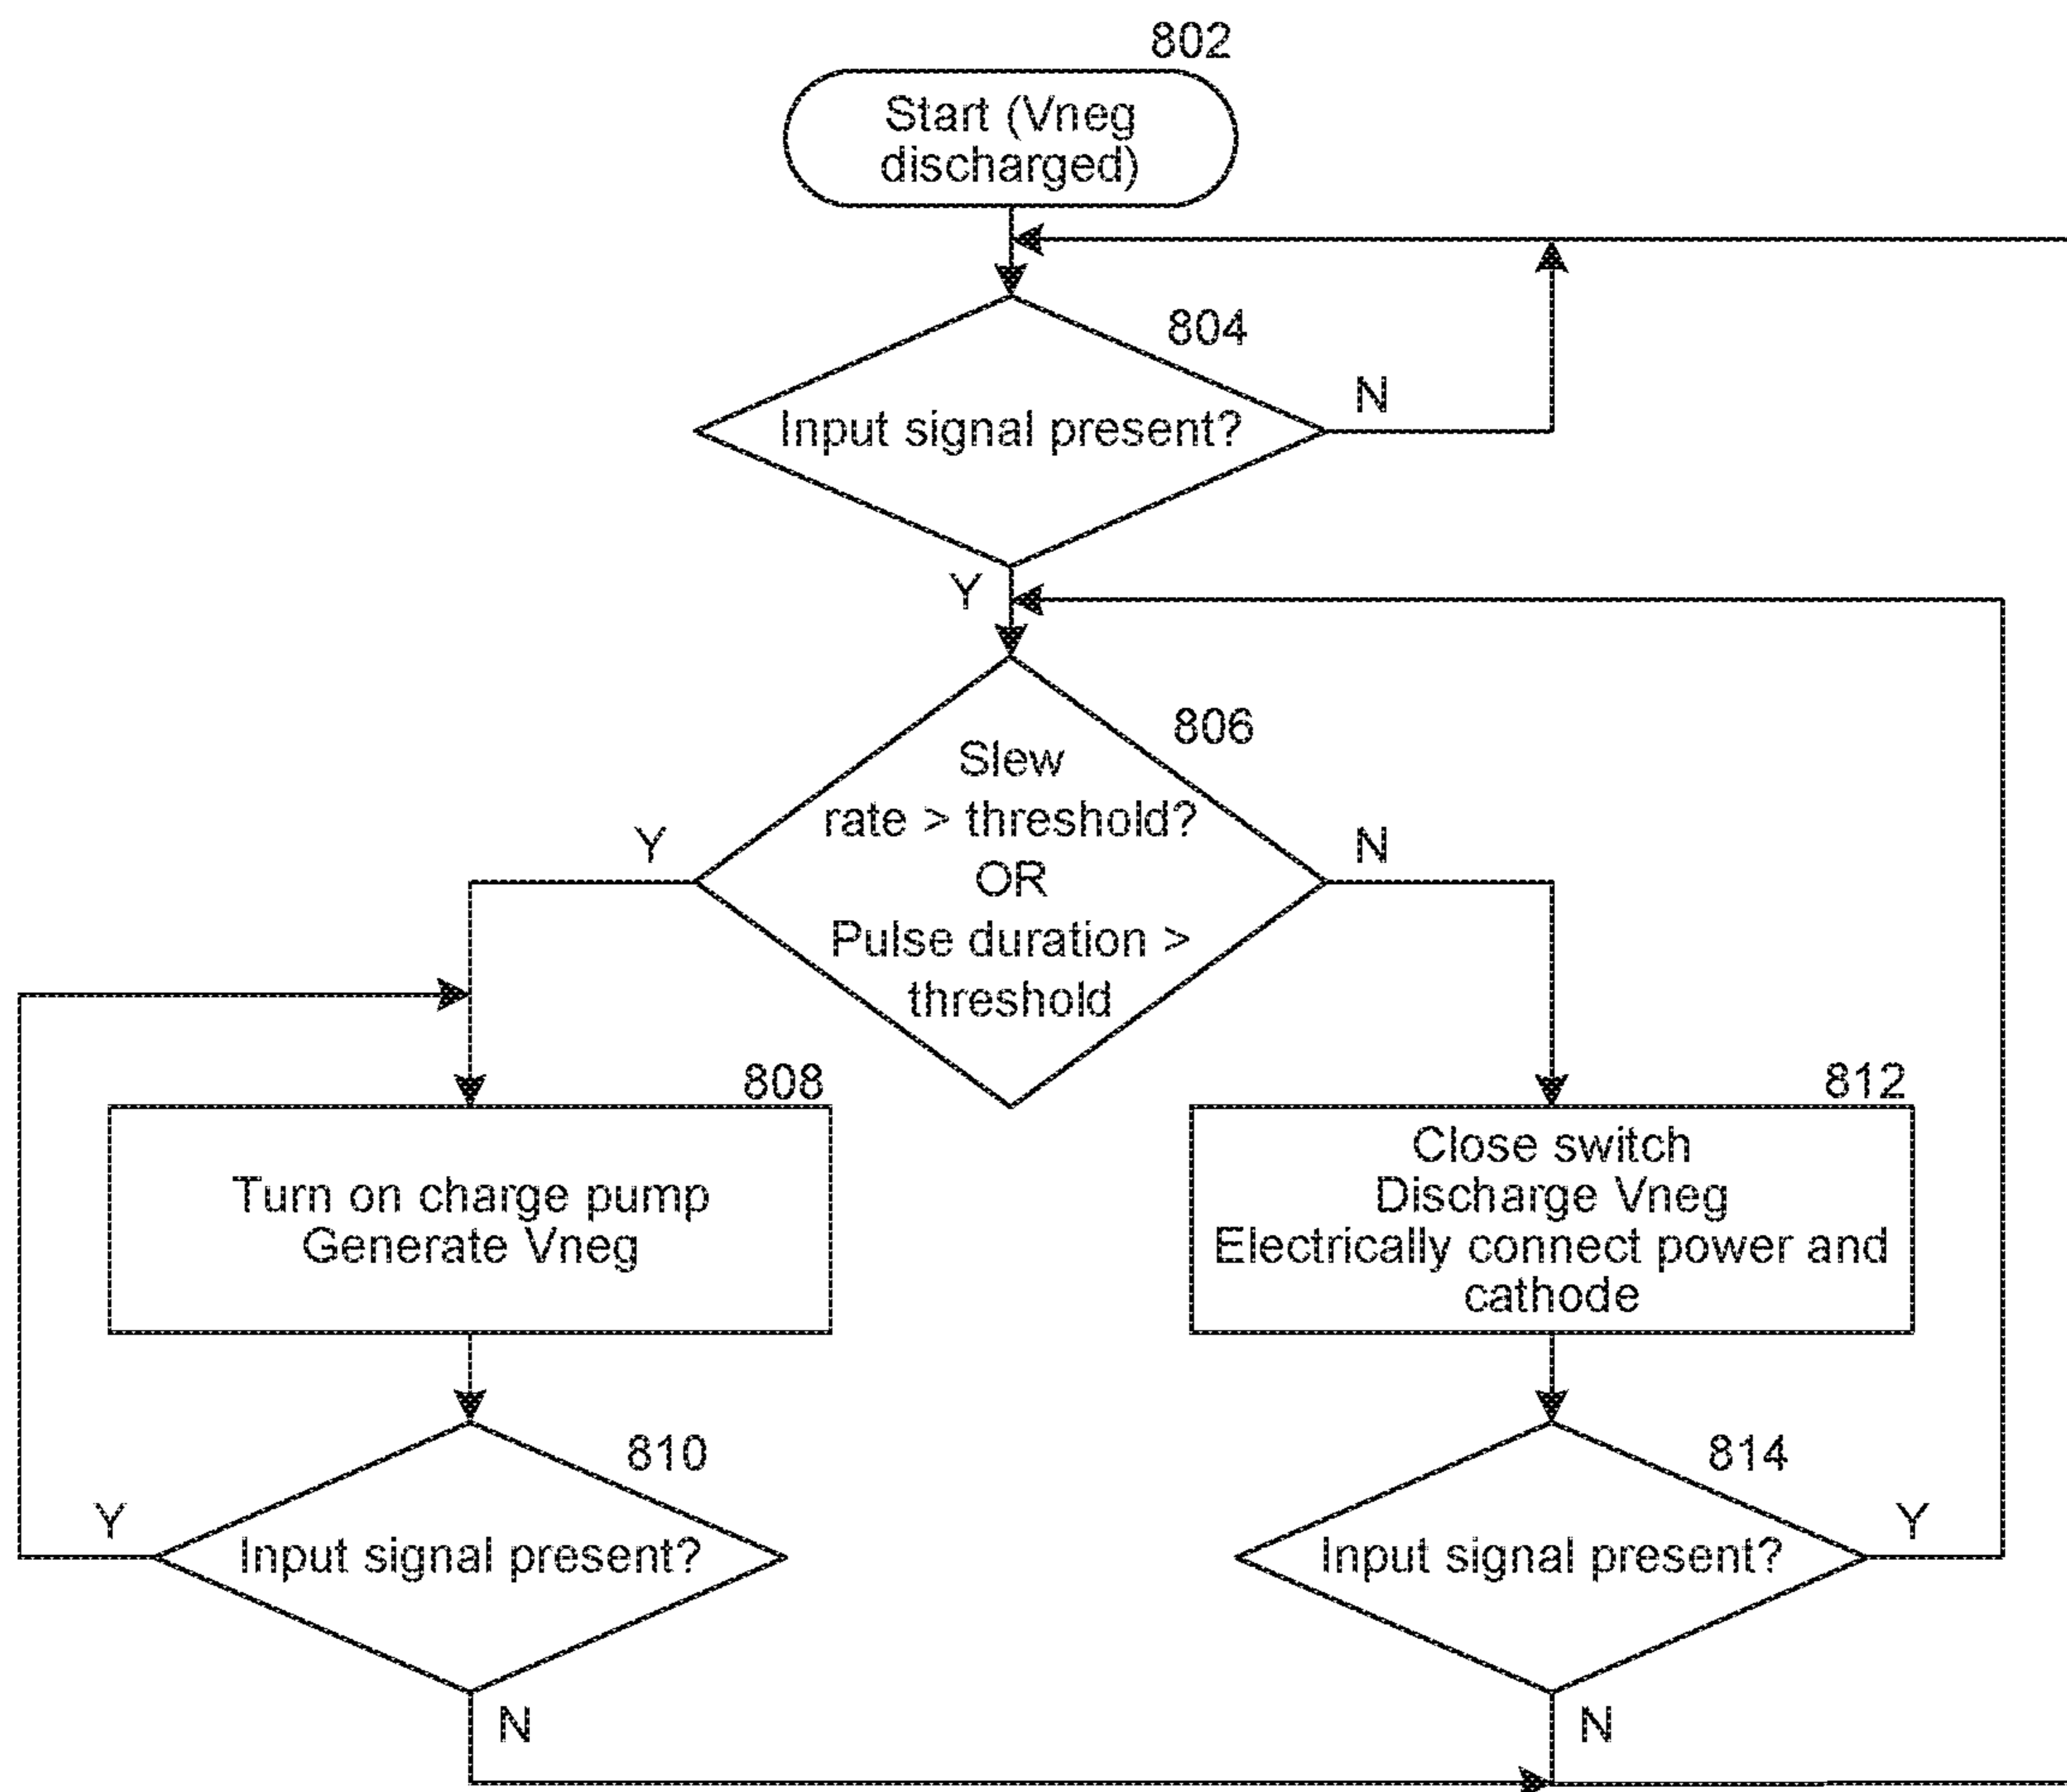 802
Start (Vneg
discharged)
804
Input signal present?
N
Y
806
Slew
rate > threshold?
OR
Pulse duration >
threshold
Y
N
808
Turn on charge pump
Generate Vneg
812
Close switch
Discharge Vneg
Electrically connect power and
cathode
810
Input signal present?
Y
N
814
Input signal present?
Y
N